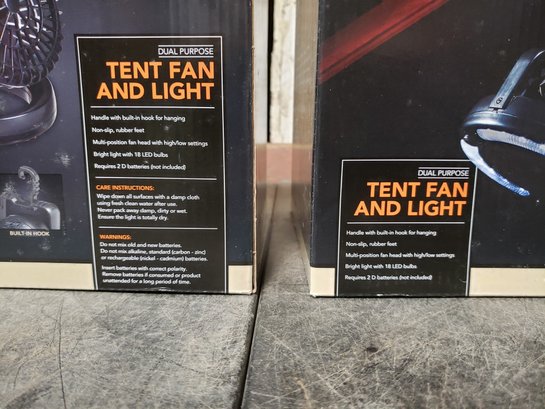 DUAL PURPOSE
TENT FAN
AND LIGHT
Handle with built-in hook for hanging
Non-slip, rubber feet
Multi-position fan head with high/low settings
Bright light with 18 LED bulbs
Requires 2 D batteries (not included)
CARE INSTRUCTIONS:
Wipe down all surfaces with a damp cloth
using fresh clean water after use.
Never pack away damp, dirty or wet.
Ensure the light is totally dry.
WARNINGS:
Do not mix old and new batteries.
Do not mix alkaline, standard (carbon - zinc)
or rechargeable (nickel - cadmium) batteries.
Insert batteries with correct polarity.
Remove batteries if consumed or product
unattended for a long period of time.
BUILT-IN HOOK
DUAL PURPOSE
TENT FAN
AND LIGHT
Handle with built-in hook for hanging
Non-slip, rubber feet
Multi-position fan head with high/low settings
Bright light with 18 LED bulbs
Requires 2 D batteries (not included)